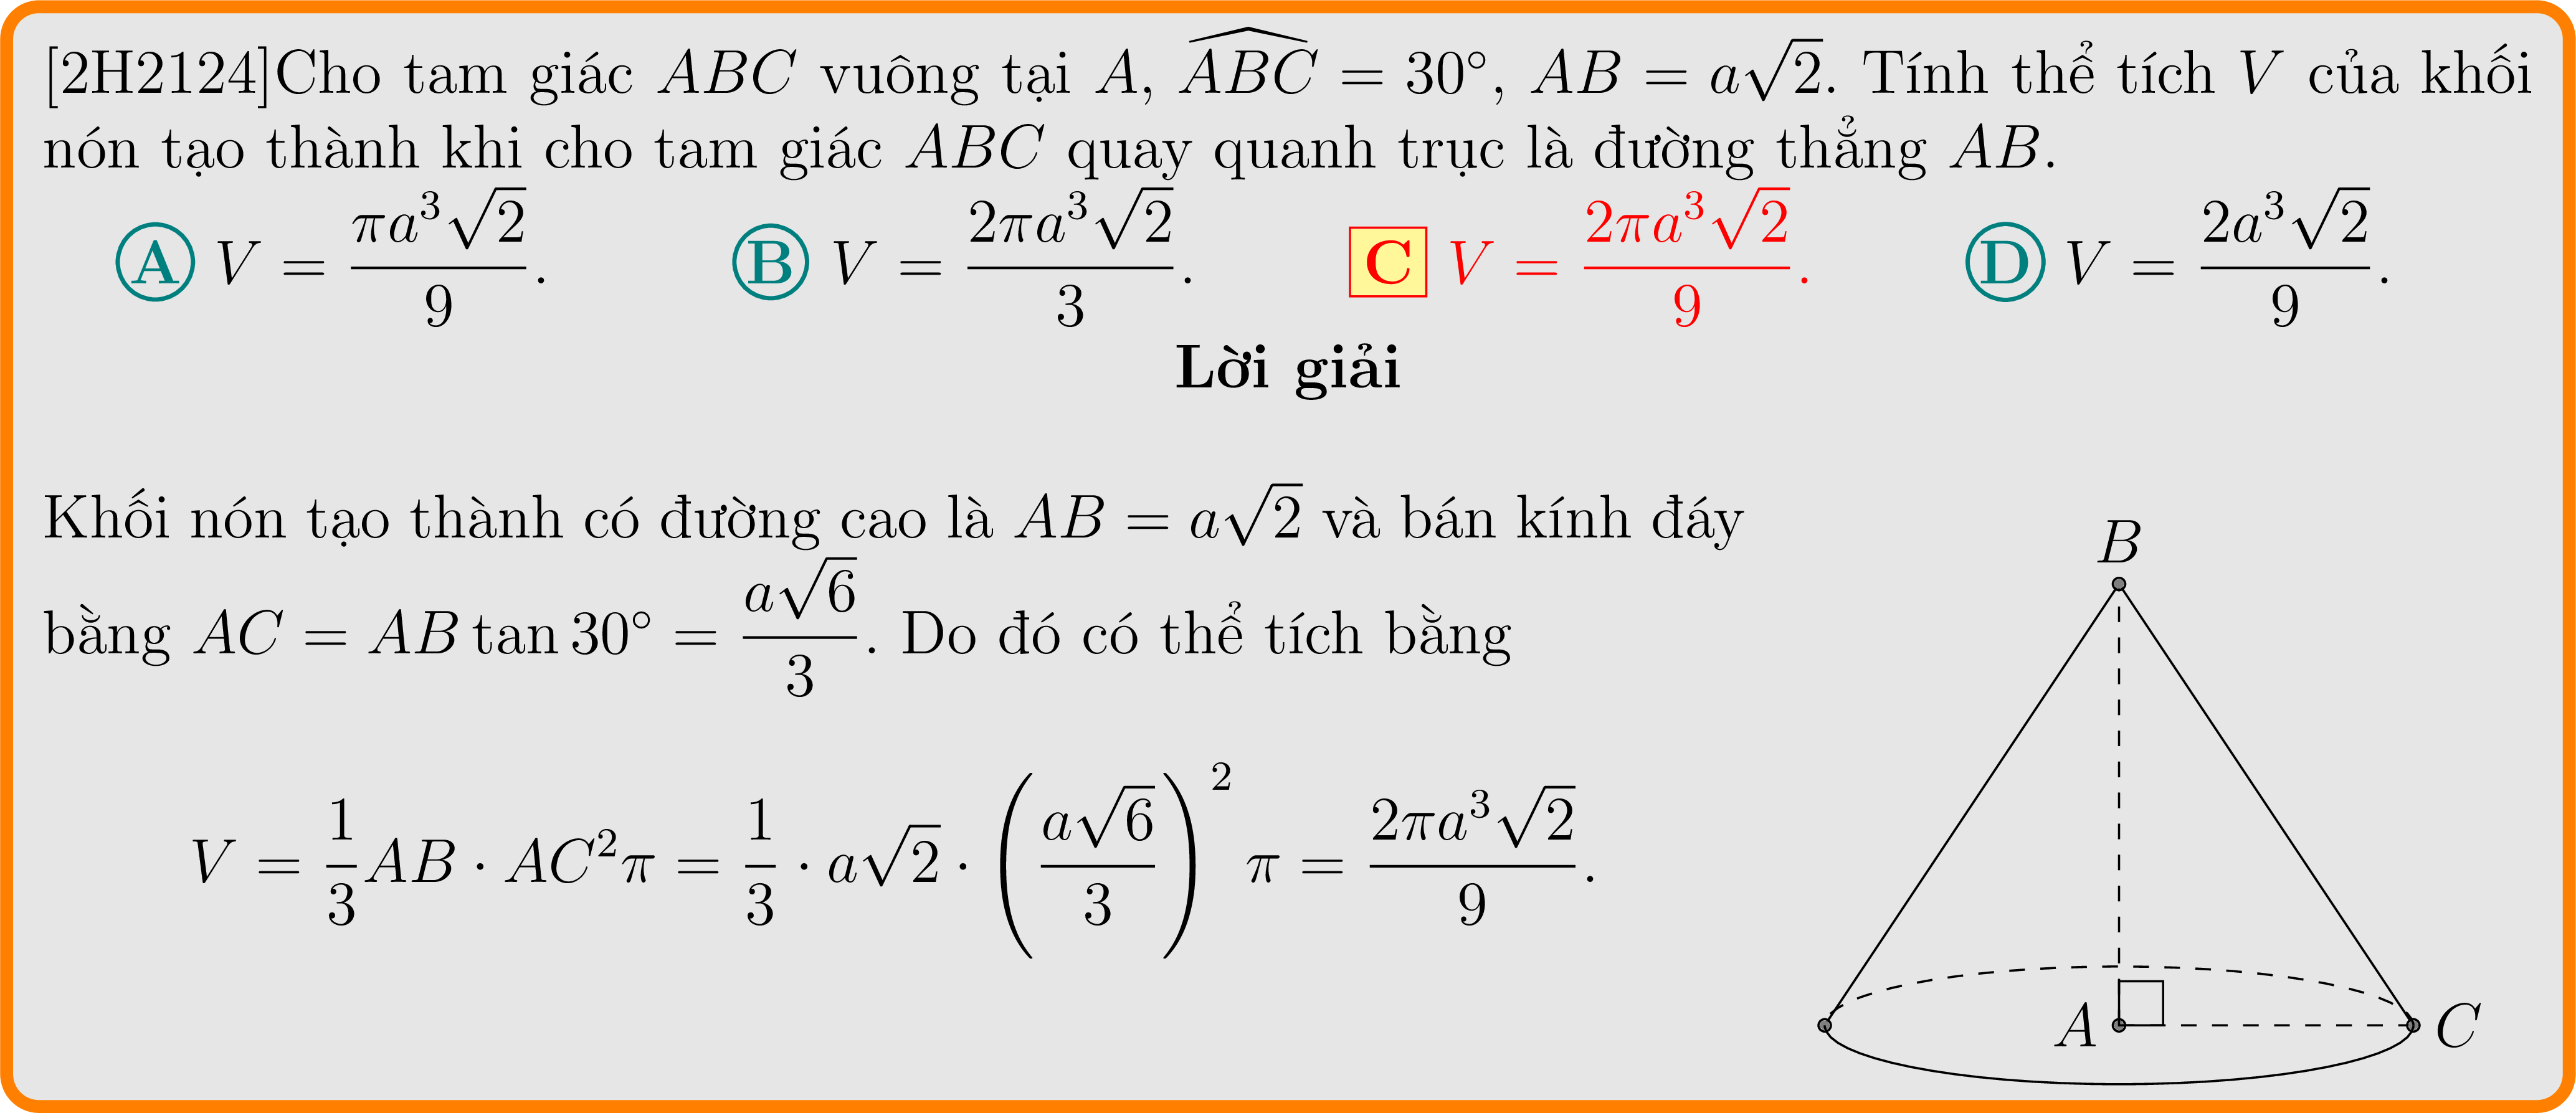 [2H2124]Cho tam giác ABC vuông tại A, $\widehat{ABC} = 30^\circ$, $AB = a\sqrt{2}$. Tính thể tích V của khối
nón tạo thành khi cho tam giác ABC quay quanh trục là đường thẳng AB.
A $V = \frac{\pi a^3\sqrt{2}}{9}$. B $V = \frac{2\pi a^3\sqrt{2}}{3}$. C $V = \frac{2\pi a^3\sqrt{2}}{9}$. D $V = \frac{2a^3\sqrt{2}}{9}$.
Lời giải
Khối nón tạo thành có đường cao là $AB = a\sqrt{2}$ và bán kính đáy
bằng $AC = AB \tan 30^\circ = \frac{a\sqrt{6}}{3}$. Do đó có thể tích bằng
$V = \frac{1}{3}AB \cdot AC^2\pi = \frac{1}{3} \cdot a\sqrt{2} \cdot \left(\frac{a\sqrt{6}}{3}\right)^2 \pi = \frac{2\pi a^3\sqrt{2}}{9}$.
B
A
C